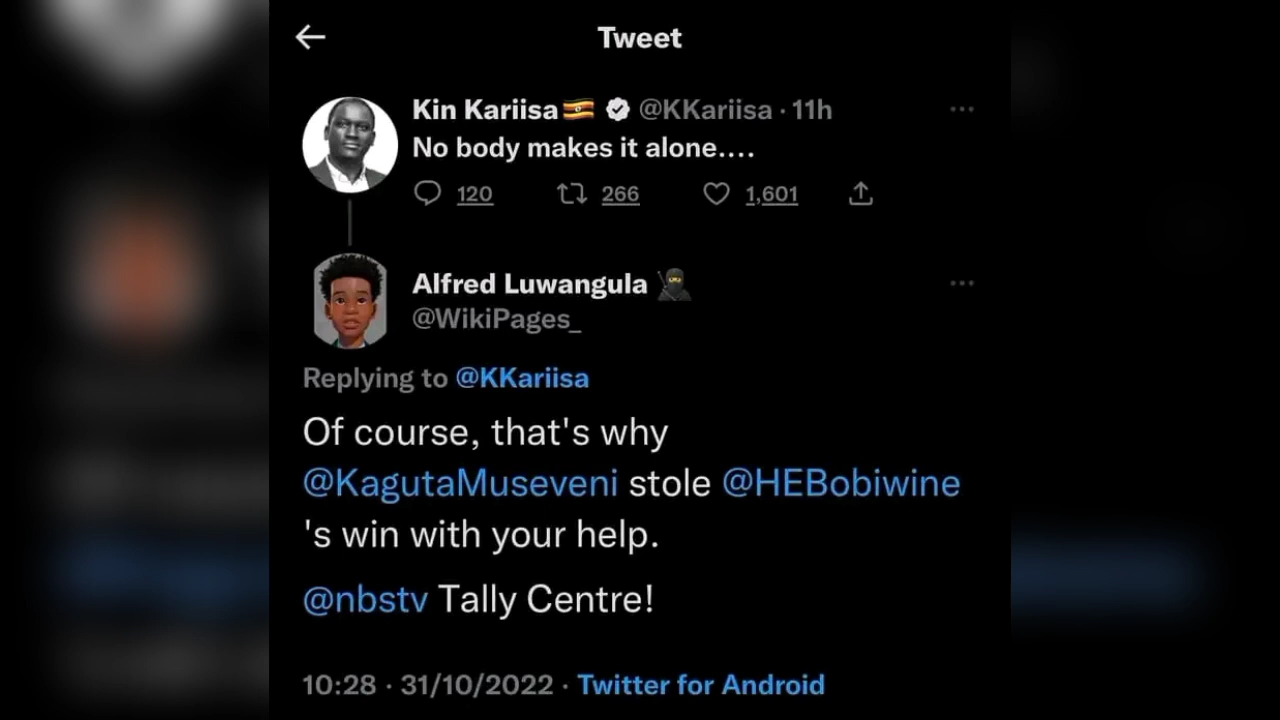 Tweet
Kin Kariisa🇺🇬 @KKariisa · 11h
No body makes it alone....
120 266 1,601
Alfred Luwangula 🥷
@WikiPages_
Replying to @KKariisa
Of course, that's why
@KagutaMuseveni stole @HEBobiwine
's win with your help.
@nbstv Tally Centre!
10:28 · 31/10/2022 · Twitter for Android